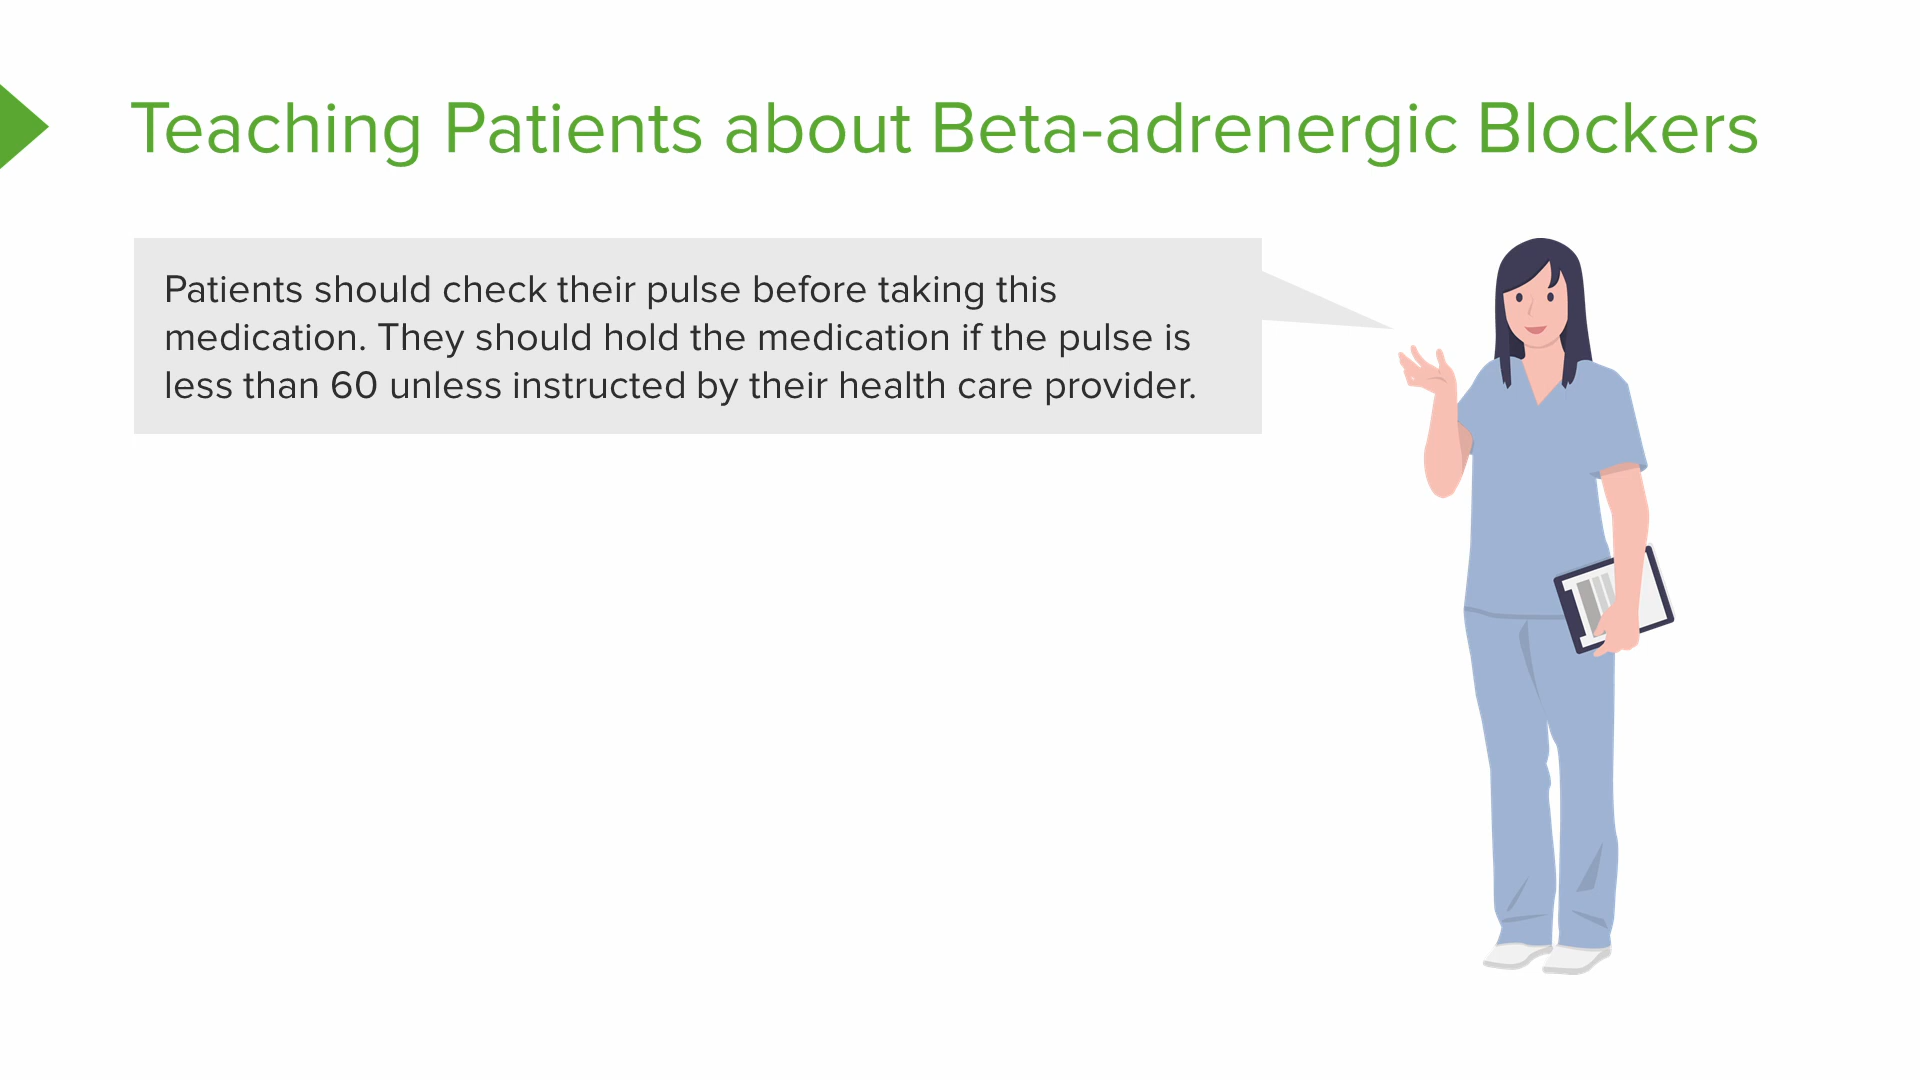 Teaching Patients about Beta-adrenergic Blockers
Patients should check their pulse before taking this
medication. They should hold the medication if the pulse is
less than 60 unless instructed by their health care provider.